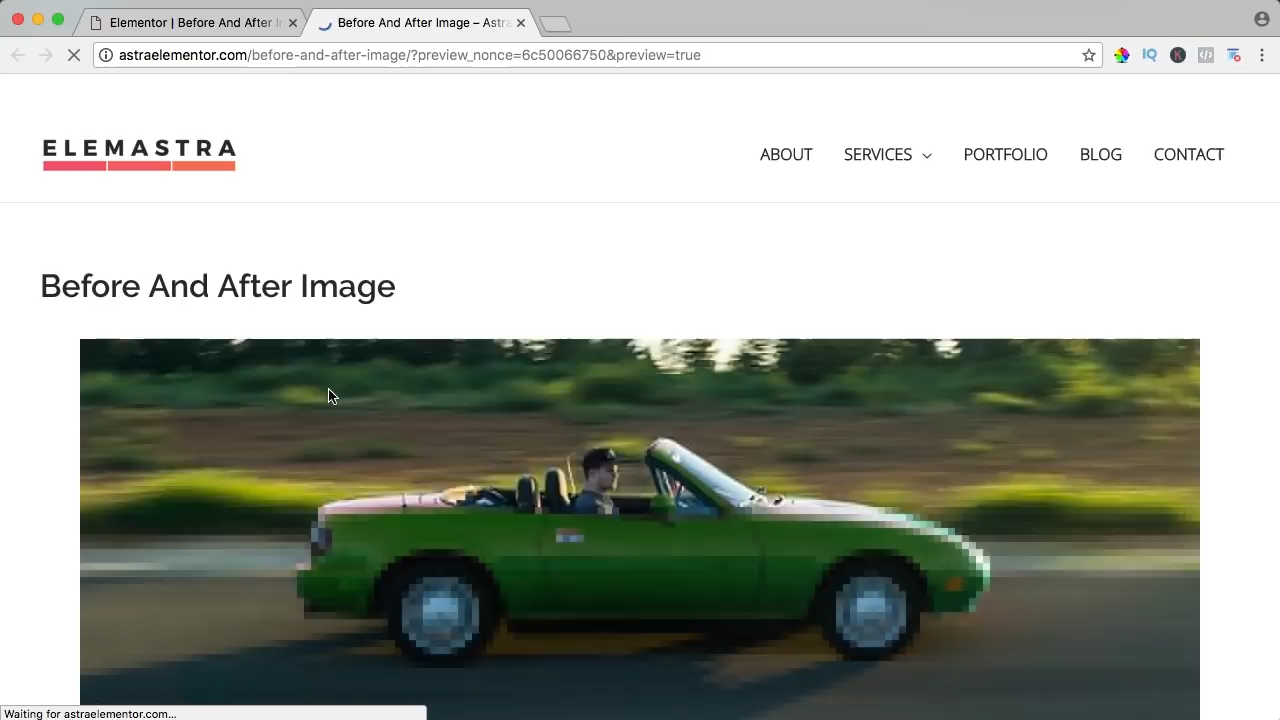 Elementor | Before And After I
Before And After Image – Astra
astraelementor.com/before-and-after-image/?preview_nonce=6c50066750&preview=true
IQ
K
ELEMASTRA
ABOUT
SERVICES
PORTFOLIO
BLOG
CONTACT
Before And After Image
Waiting for astraelementor.com...